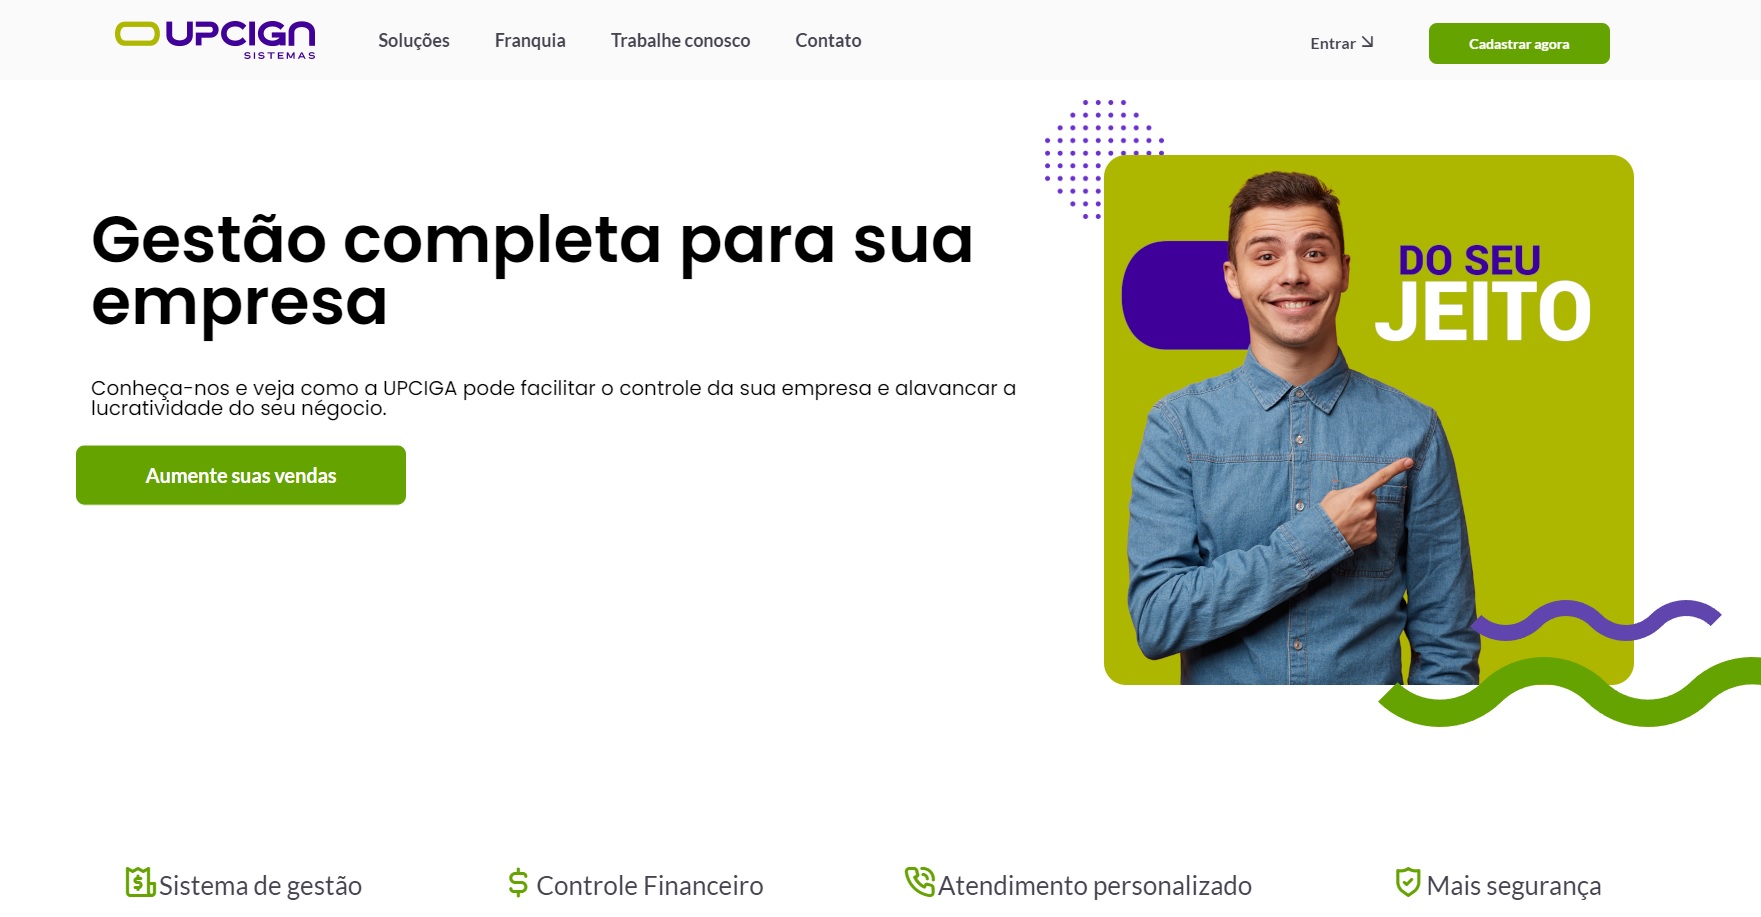 UPCIGA
SISTEMAS
Soluções
Franquia
Trabalhe conosco
Contato
Entrar
Cadastrar agora
Gestão completa para sua
empresa
Conheça-nos e veja como a UPCIGA pode facilitar o controle da sua empresa e alavancar a
lucratividade do seu négocio.
Aumente suas vendas
DO SEU
JEITO
Sistema de gestão
Controle Financeiro
Atendimento personalizado
Mais segurança